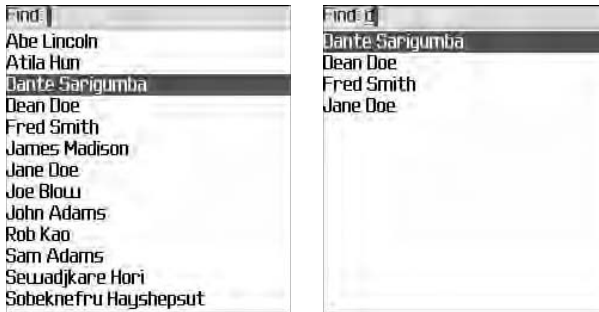 Find:
Abe Lincoln
Atila Hun
Dante Sarigumba
Dean Doe
Fred Smith
James Madison
Jane Doe
Joe Blow
John Adams
Rob Kao
Sam Adams
Sewadjkare Hori
Sobeknefru Hayshepsut
Find: d
Dante Sarigumba
Dean Doe
Fred Smith
Jane Doe